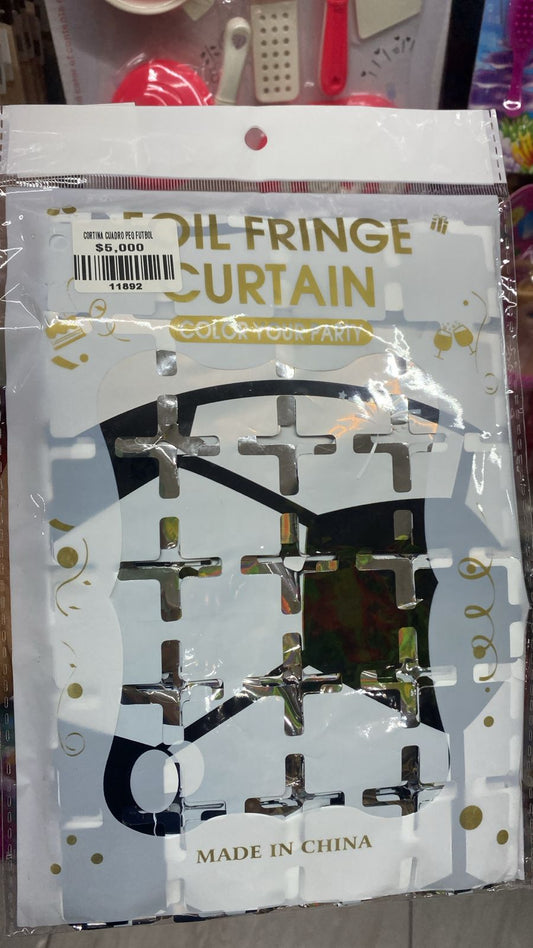 CORTINA CUADRO PEQ FUTBOL
$5,000
11892
FOIL FRINGE
CURTAIN
COLOR YOUR PARTY
MADE IN CHINA